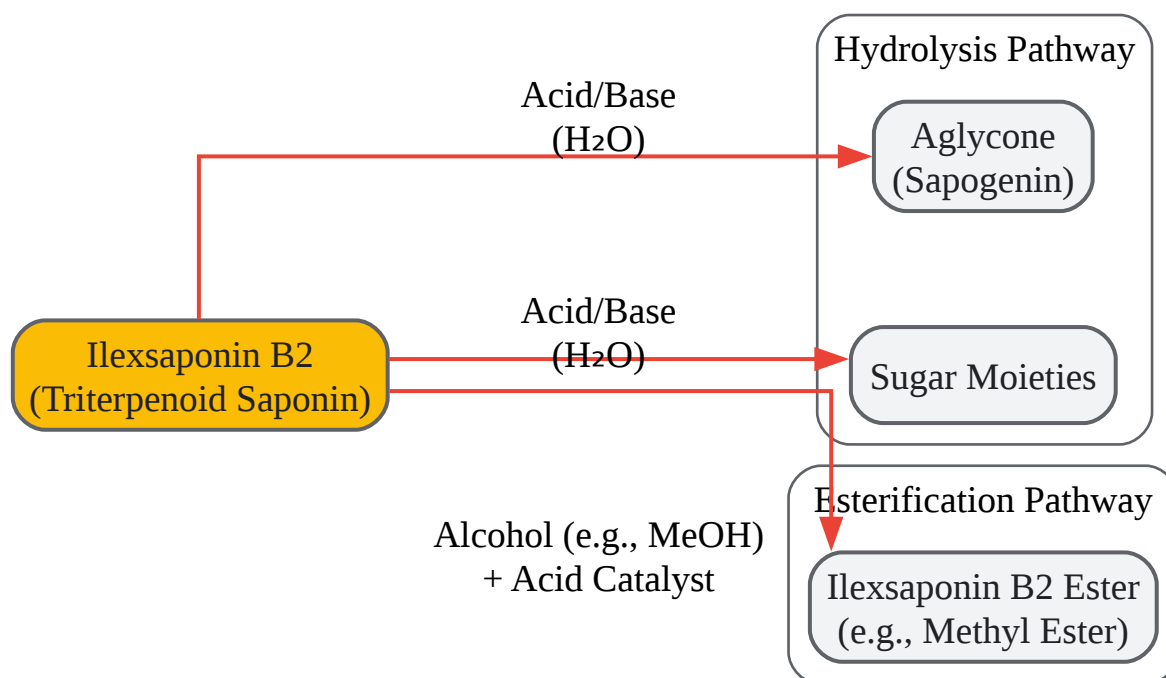 Hydrolysis Pathway
Acid/Base
(H₂O)
Aglycone
(Sapogenin)
Acid/Base
(H₂O)
Ilexsaponin B2
(Triterpenoid Saponin)
Sugar Moieties
Esterification Pathway
Alcohol (e.g., MeOH)
+ Acid Catalyst
Ilexsaponin B2 Ester
(e.g., Methyl Ester)